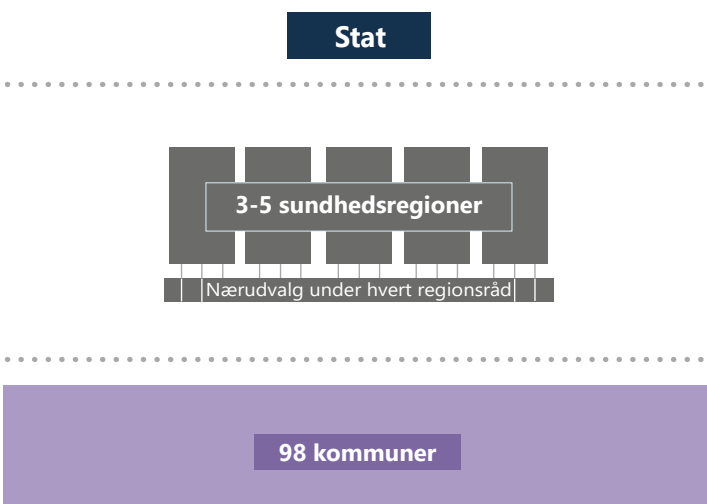 Stat
3-5 sundhedsregioner
Nærudvalg under hvert regionsråd
98 kommuner